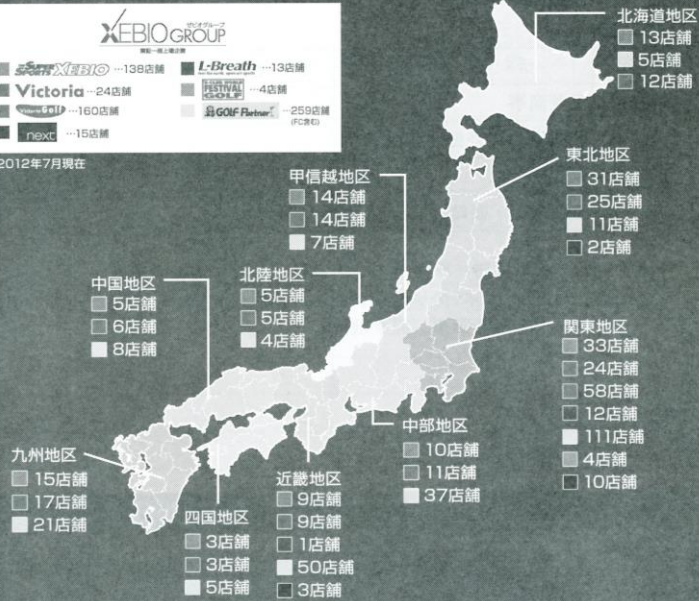 ゼビオグループ
XEBIO GROUP
東証一部上場企業
SUPER SPORTS XEBIO …138店舗
Victoria …24店舗
Victoria Golf …160店舗
next …15店舗
L-Breath …13店舗
FESTIVAL GOLF …4店舗
GOLF Partner …259店舗
(FC含む)
2012年7月現在
北海道地区
13店舗
5店舗
12店舗
東北地区
31店舗
25店舗
11店舗
2店舗
甲信越地区
14店舗
14店舗
7店舗
北陸地区
5店舗
5店舗
4店舗
中国地区
5店舗
6店舗
8店舗
関東地区
33店舗
24店舗
58店舗
12店舗
111店舗
4店舗
10店舗
中部地区
10店舗
11店舗
37店舗
九州地区
15店舗
17店舗
21店舗
四国地区
3店舗
3店舗
5店舗
近畿地区
9店舗
9店舗
1店舗
50店舗
3店舗